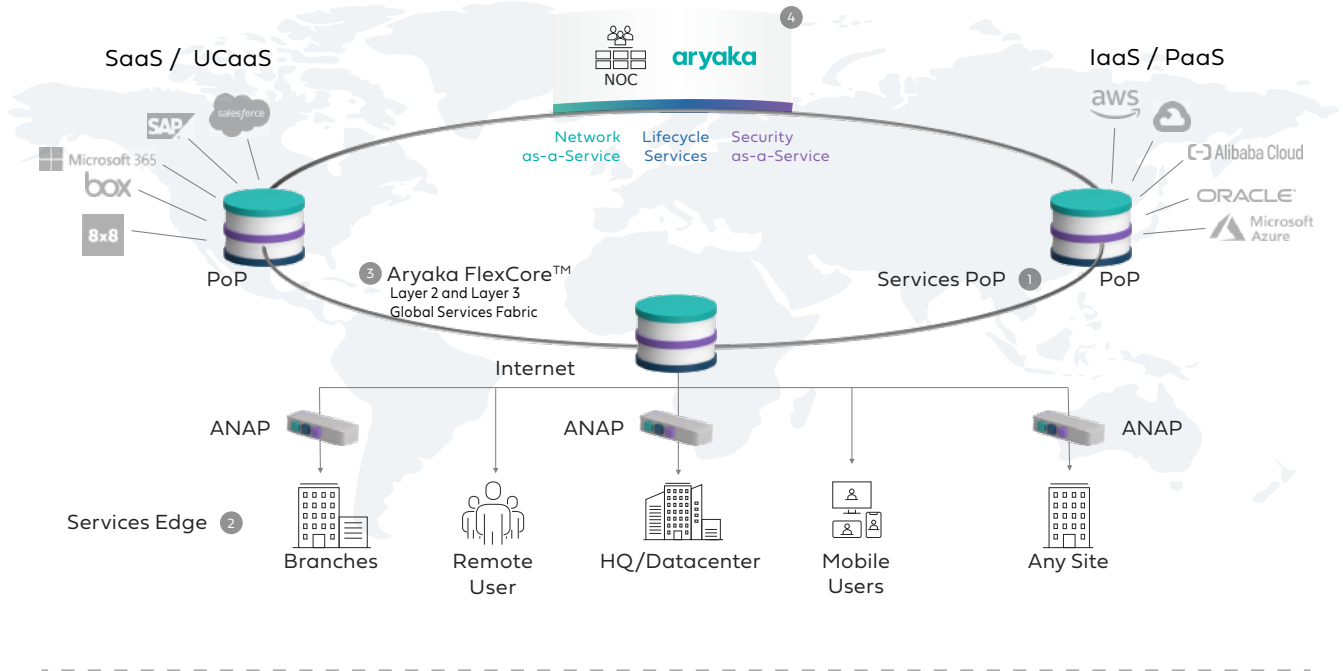 4
NOC
aryaka
SaaS / UCaaS
IaaS / PaaS
salesforce
SAP
Microsoft 365
box
8x8
aws
Alibaba Cloud
ORACLE
Microsoft
Azure
Network
as-a-Service
Lifecycle
Services
Security
as-a-Service
PoP
3 Aryaka FlexCore™
Layer 2 and Layer 3
Global Services Fabric
Services PoP 1
PoP
Internet
ANAP
ANAP
ANAP
Services Edge 2
Branches
Remote
User
HQ/Datacenter
Mobile
Users
Any Site